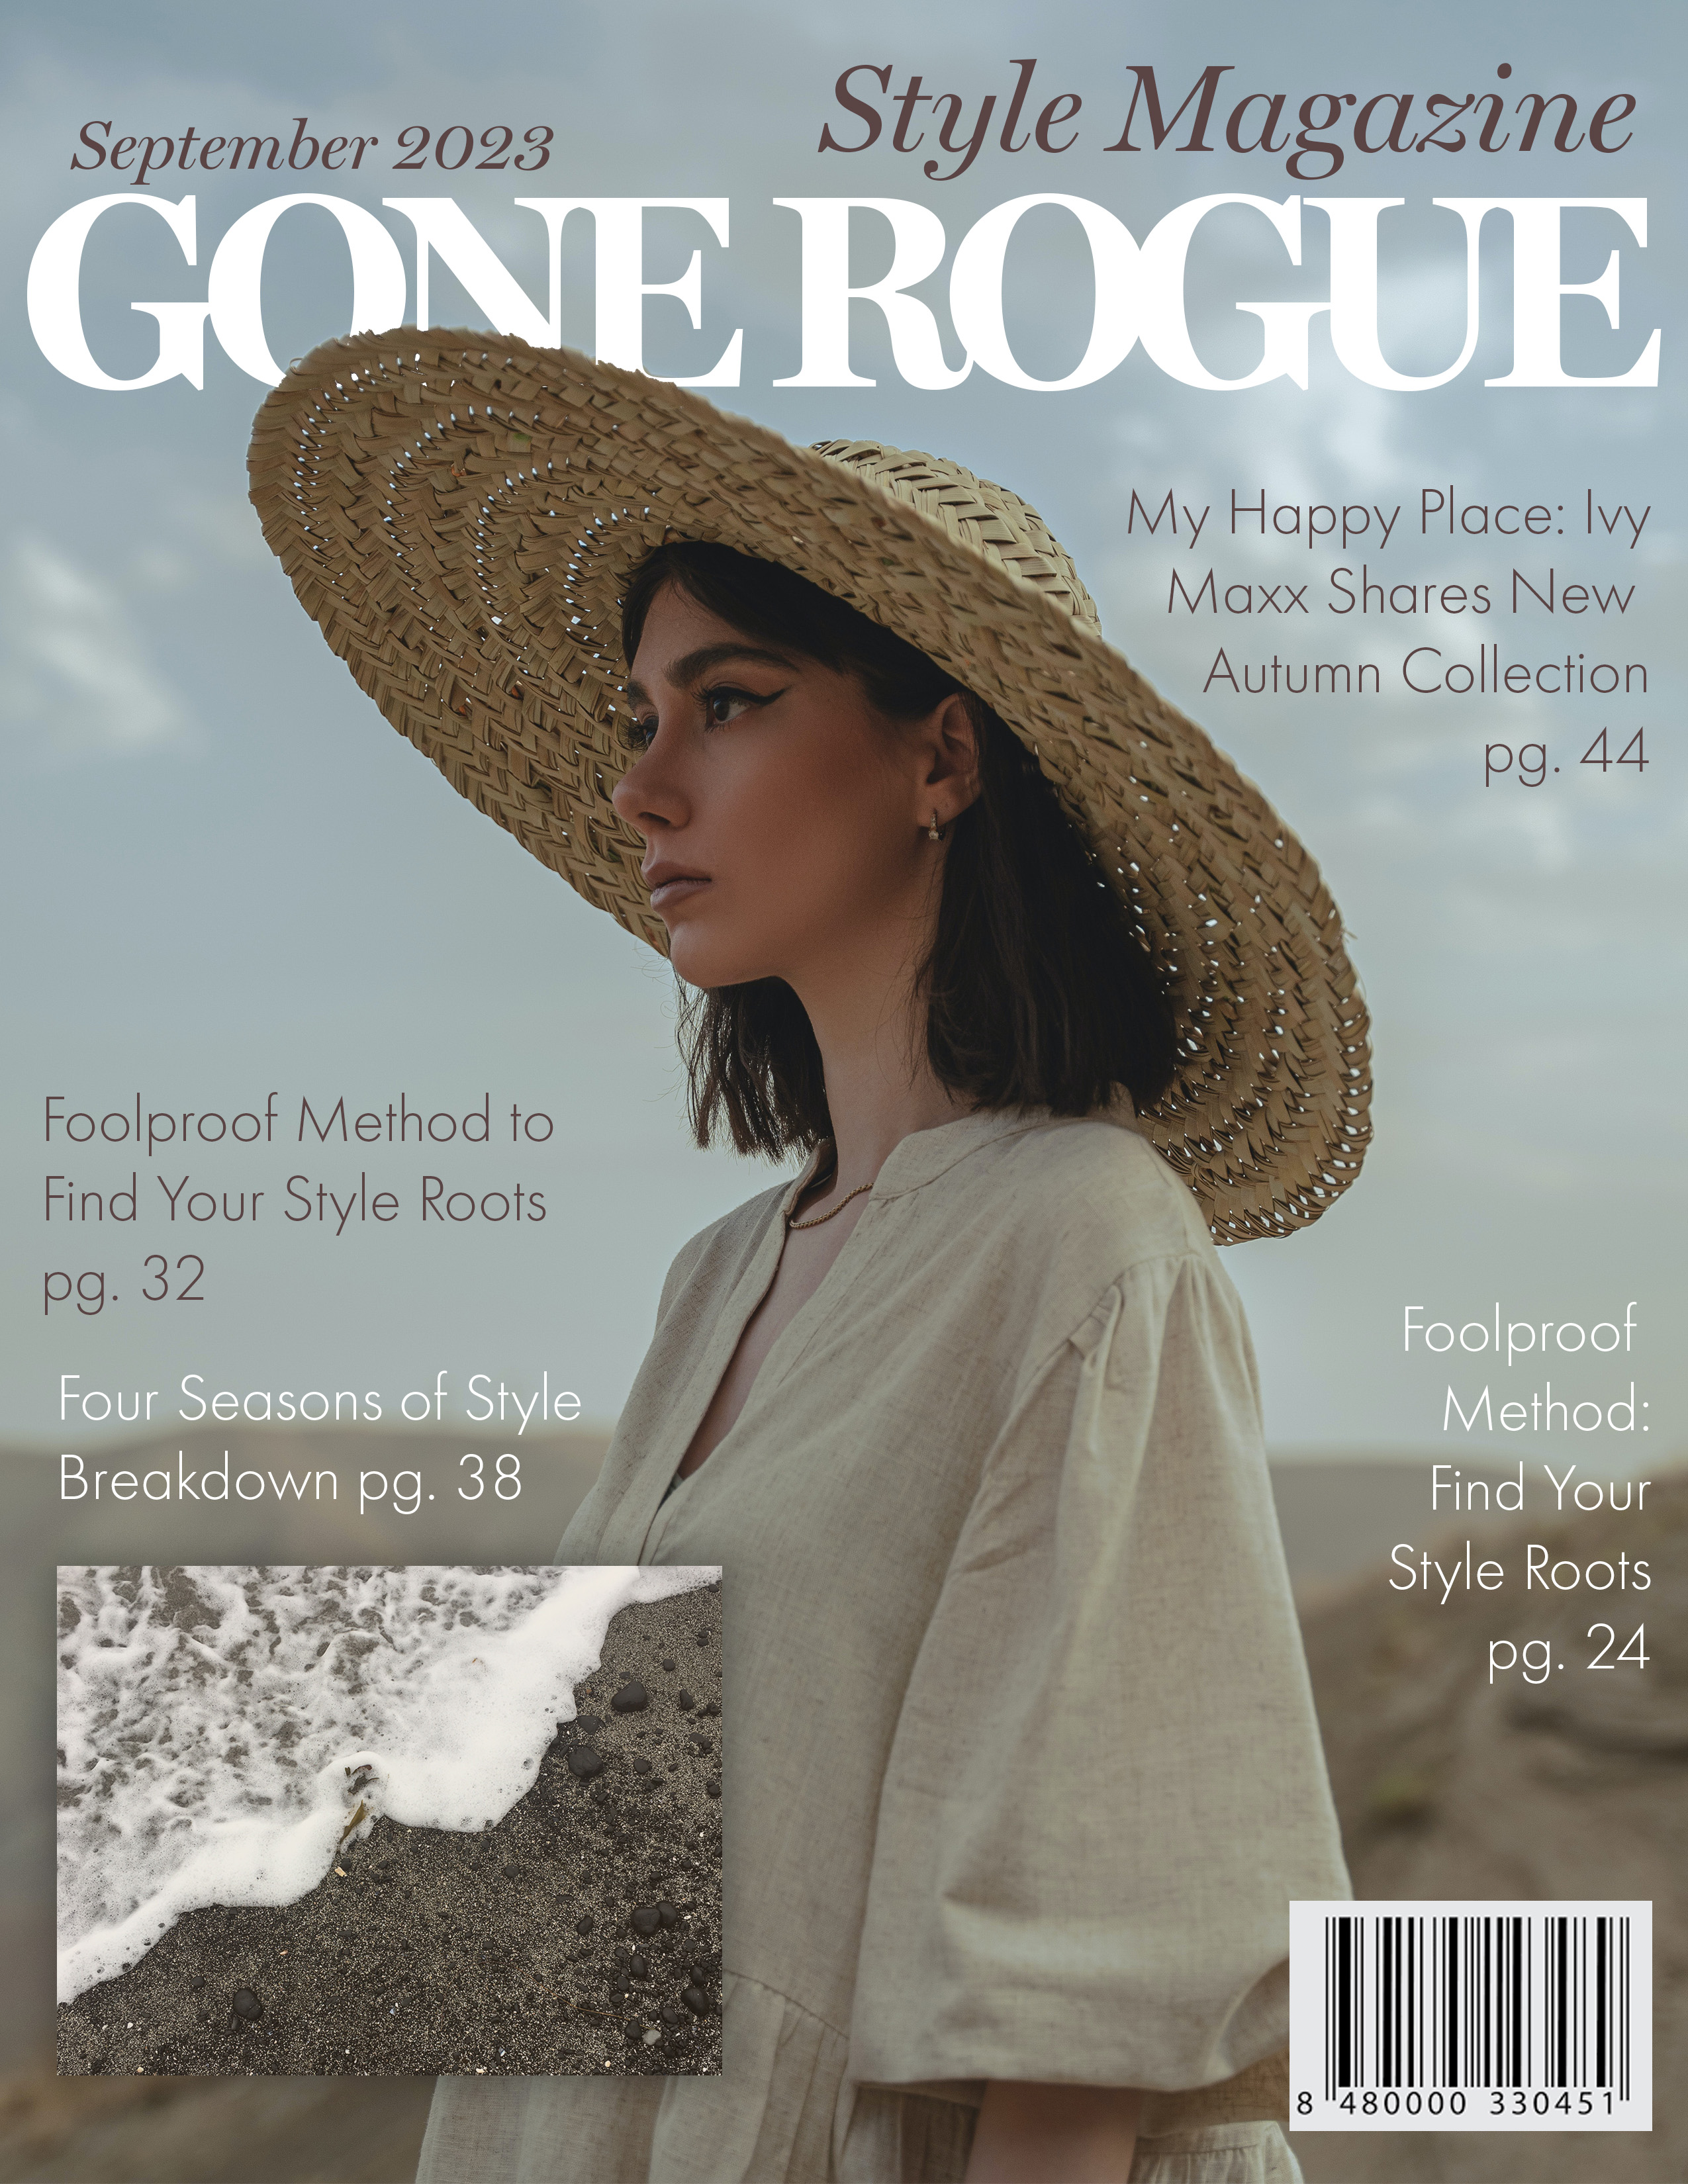 Style Magazine
September 2023
GONE ROGUE
My Happy Place: Ivy
Maxx Shares New
Autumn Collection
pg. 44
Foolproof Method to
Find Your Style Roots
pg. 32
Four Seasons of Style
Breakdown pg. 38
Foolproof
Method:
Find Your
Style Roots
pg. 24
8 480000 330451